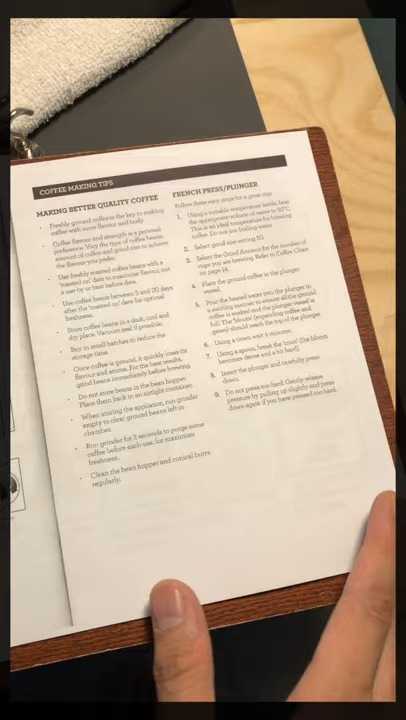 COFFEE MAKING TIPS
MAKING BETTER QUALITY COFFEE
• Freshly ground coffee is the key to making
coffee with more flavour and body.
• Coffee flavour and strength is a personal
preference. Vary the type of coffee beans,
amount of coffee and grind size to achieve
the flavour you prefer.
• Use freshly roasted coffee beans with a
"roasted on" date to maximise flavour, not
a use by or best before date.
• Use coffee beans between 5 and 20 days
after the "roasted on" date for optimal
freshness.
• Store coffee beans in a dark, cool and
dry place. Vacuum seal if possible.
• Buy in small batches to reduce the
storage time.
• Once coffee is ground, it quickly loses its
flavour and aroma. For the best results,
grind beans immediately before brewing.
• Do not store beans in the bean hopper.
Place them back in an airtight container.
• When storing the appliance, run grinder
empty to clear ground beans left in
chamber.
• Run grinder for 2 seconds to purge some
coffee before each use, for maximum
freshness.
• Clean the bean hopper and conical burrs
regularly.
FRENCH PRESS/PLUNGER
Follow these easy steps for a great cup
1. Using a variable temperature kettle, heat
the appropriate volume of water to
This is an ideal temperature for brewing
coffee. Do not use boiling water
2. Select grind size setting 50.
3. Select the Grind Amount for the number of
cups you are brewing. Refer to Coffee Chart
on page 14.
4. Place the ground coffee in the plunger
vessel.
5. Pour the heated water into the plunger in
a swirling manner to ensure all the ground
coffee is soaked and the plunger vessel is
full. The 'bloom' (expanding coffee and
gases) should reach the top of the plunger.
6. Using a timer, wait 4 minutes.
7. Using a spoon, break the 'crust' (the bloom
becomes dense and a bit hard).
8. Insert the plunger and carefully press
down.
9. Do not press too hard. Gently release
pressure by pulling up slightly and press
down again if you have pressed too hard.